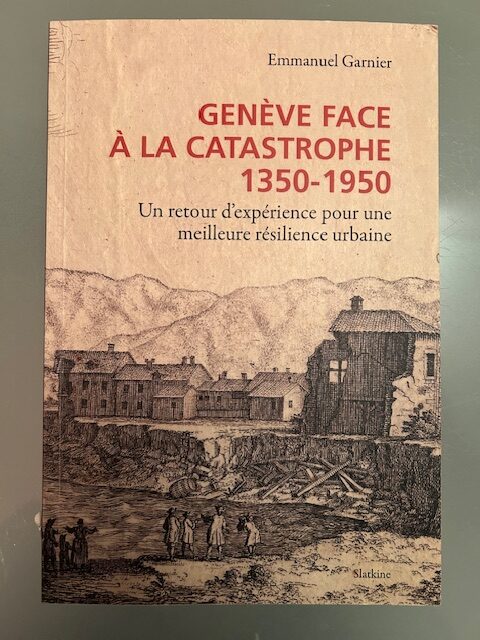 Emmanuel Garnier
GENÈVE FACE
À LA CATASTROPHE
1350-1950
Un retour d'expérience pour une
meilleure résilience urbaine
Slatkine